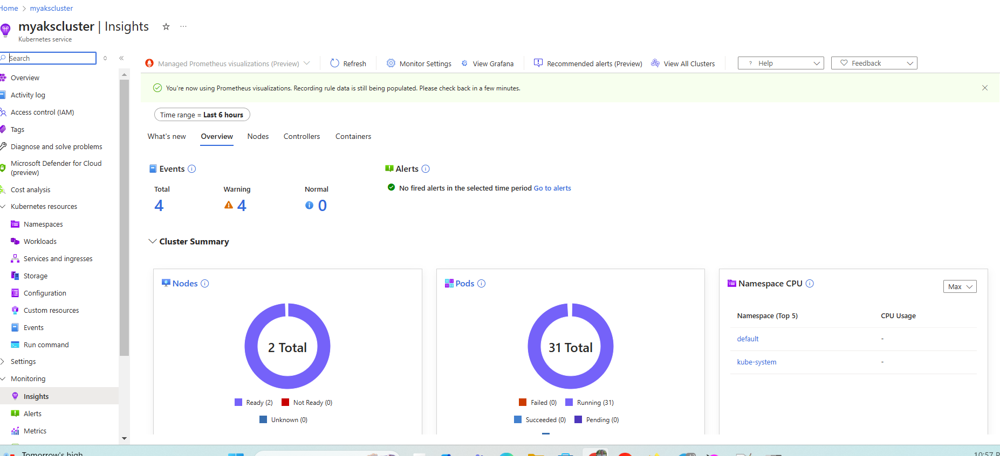 Home > myakscluster
myakscluster | Insights
Kubernetes service
Search
Overview
Activity log
Access control (IAM)
Tags
Diagnose and solve problems
Microsoft Defender for Cloud
(preview)
Cost analysis
Kubernetes resources
Namespaces
Workloads
Services and ingresses
Storage
Configuration
Custom resources
Events
Run command
Settings
Monitoring
Insights
Alerts
Metrics
Managed Prometheus visualizations (Preview)
Refresh
Monitor Settings
View Grafana
Recommended alerts (Preview)
View All Clusters
? Help
Feedback
You're now using Prometheus visualizations. Recording rule data is still being populated. Please check back in a few minutes.
Time range = Last 6 hours
What's new
Overview
Nodes
Controllers
Containers
Events
Total
Warning
Normal
4
4
0
Alerts
No fired alerts in the selected time period Go to alerts
Cluster Summary
Nodes
2 Total
Ready (2)
Not Ready (0)
Unknown (0)
Pods
31 Total
Failed (0)
Running (31)
Succeeded (0)
Pending (0)
Namespace CPU
Max
Namespace (Top 5)
CPU Usage
default
-
kube-system
-
Tomorrow's high
10:57